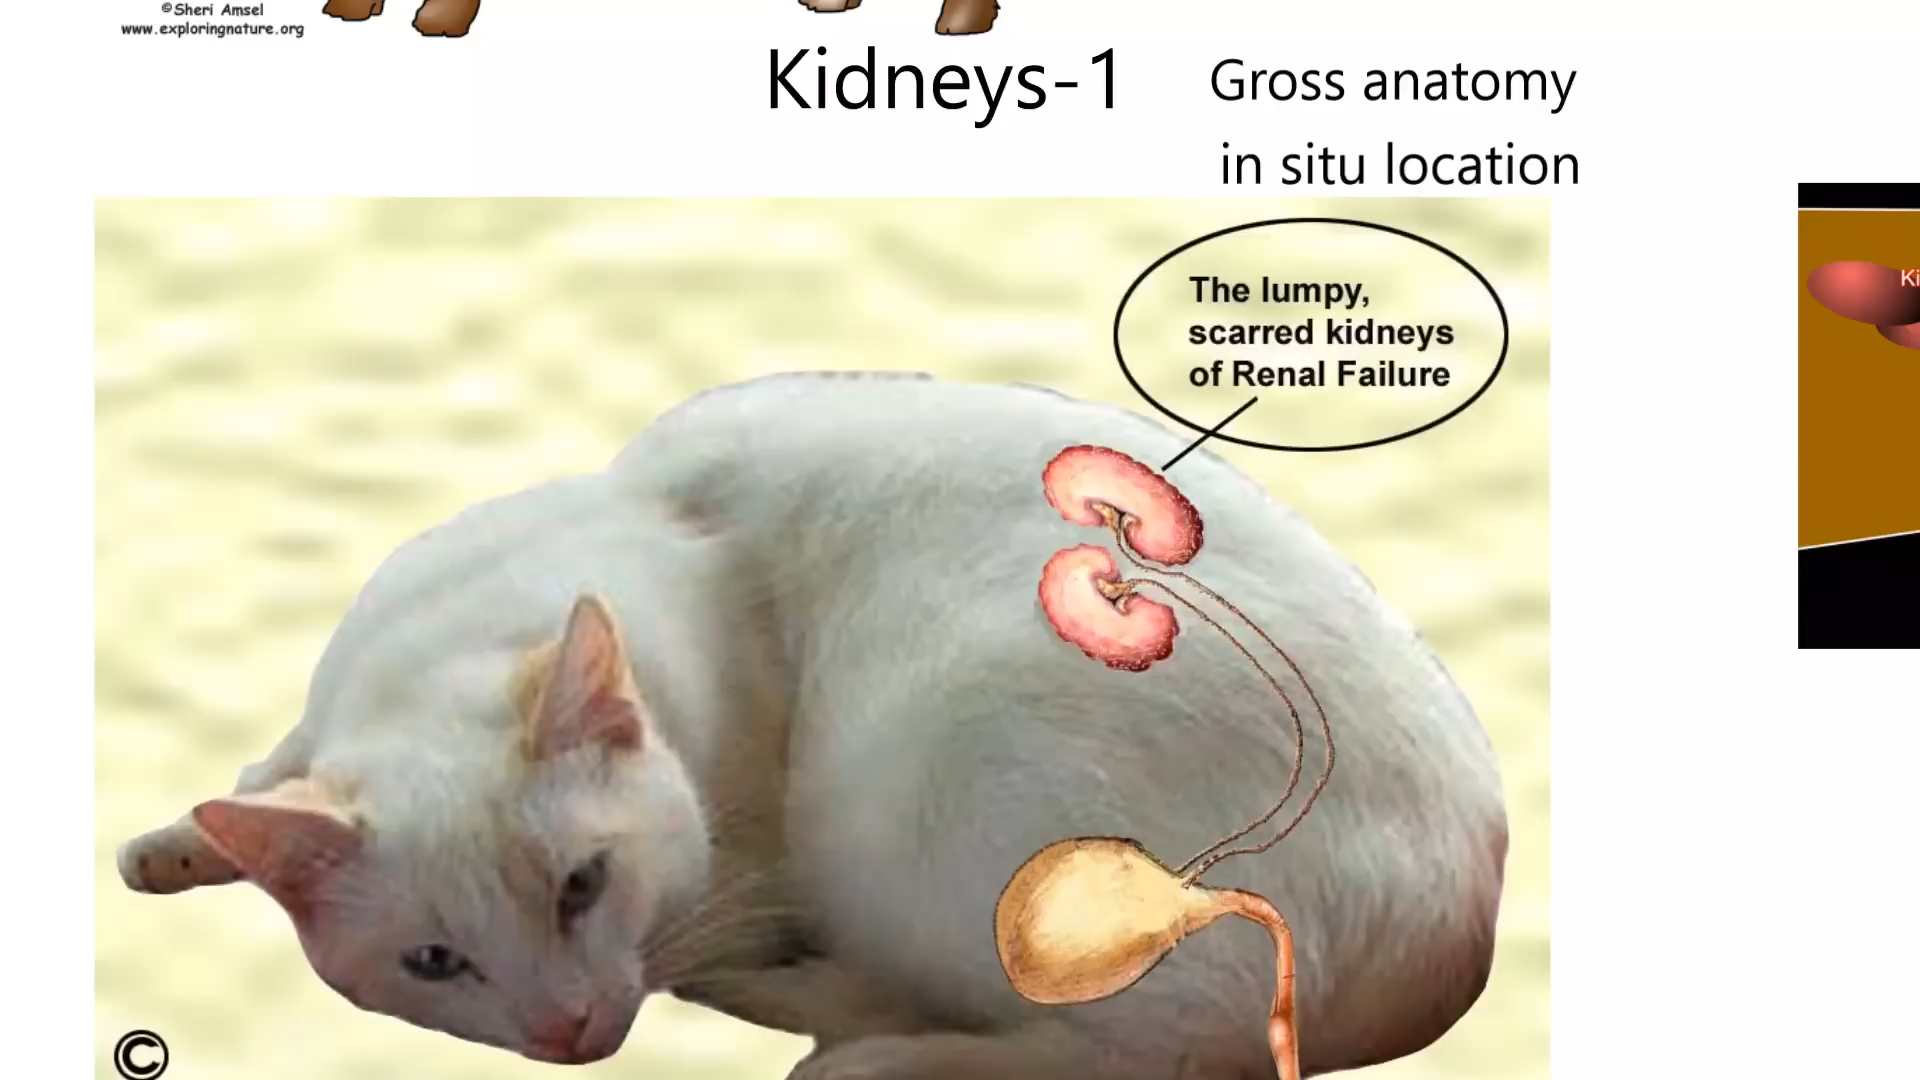 ©Sheri Amsel
www.exploringnature.org
Kidneys-1
Gross anatomy
in situ location
The lumpy,
scarred kidneys
of Renal Failure
Ki
©